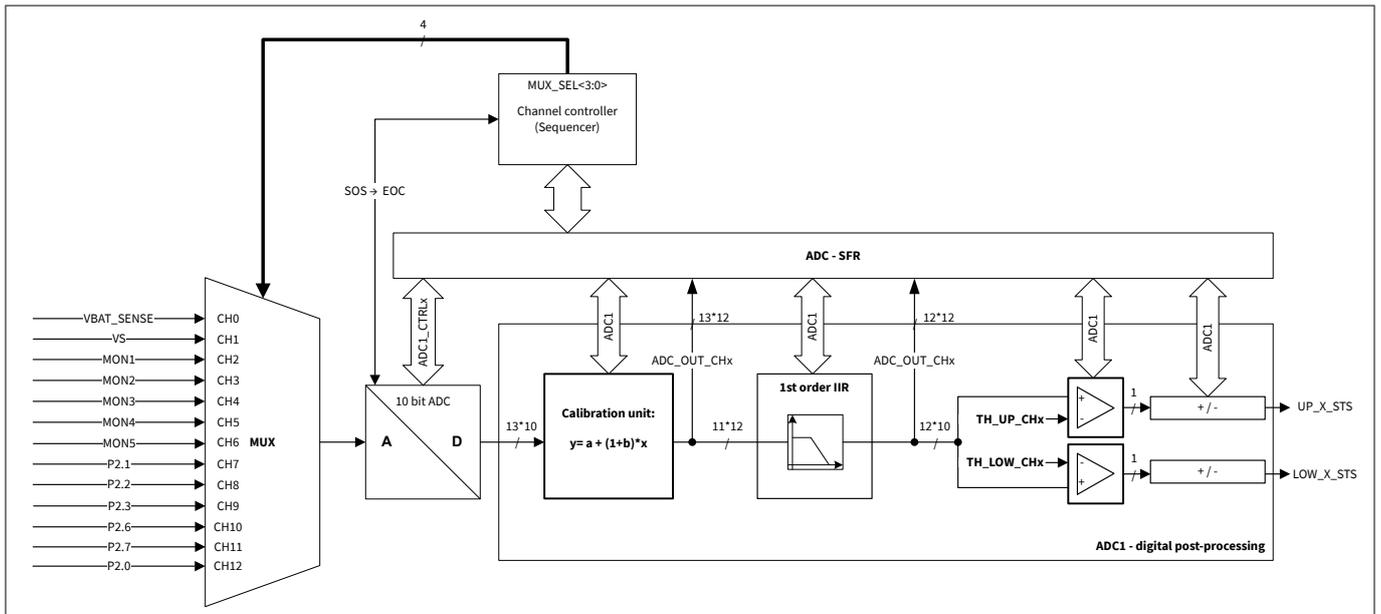 4
MUX_SEL<3:0>
Channel controller
(Sequencer)
SOS → EOC
ADC - SFR
ADC1_CTRLx
ADC1
13*12
ADC1
12*12
ADC1
ADC1
ADC_OUT_CHx
ADC_OUT_CHx
VBAT_SENSE CH0
VS CH1
MON1 CH2
MON2 CH3
MON3 CH4
MON4 CH5
MON5 CH6 MUX
P2.1 CH7
P2.2 CH8
P2.3 CH9
P2.6 CH10
P2.7 CH11
P2.0 CH12
10 bit ADC
A D
13*10
Calibration unit:
y= a + (1+b)*x
11*12
1st order IIR
12*10
TH_UP_CHx
+
-
1
+ / -
UP_X_STS
TH_LOW_CHx
-
+
1
+ / -
LOW_X_STS
ADC1 - digital post-processing